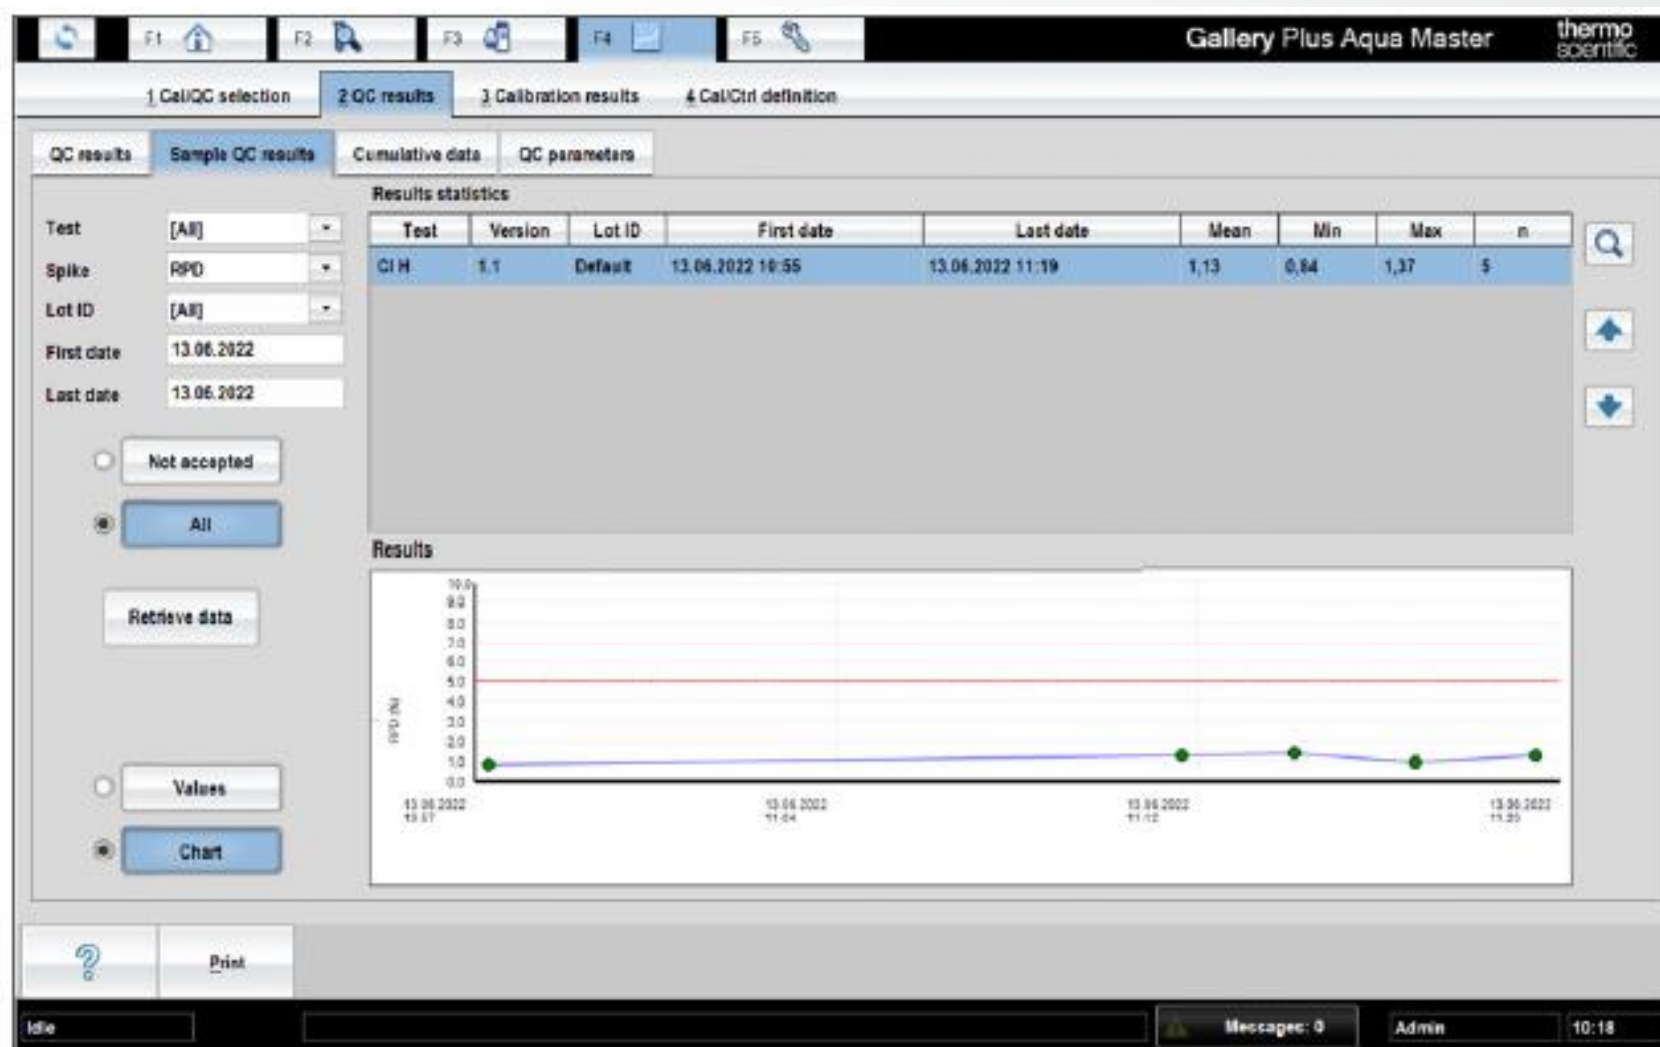 F1 F2 F3 F4 F5 Gallery Plus Aqua Master thermo scientific
1 Cal/QC selection 2 QC results 3 Calibration results 4 Cal/Ctrl definition
QC results Sample QC results Cumulative data QC parameters
Results statistics
Test [All]
Spike RPD
Lot ID [All]
First date 13.06.2022
Last date 13.06.2022
Test Version Lot ID First date Last date Mean Min Max n
Cl H 1.1 Default 13.06.2022 10:55 13.06.2022 11:19 1,13 0,84 1,37 5
Not accepted
All
Retrieve data
Values
Chart
Results
10.0
9.0
8.0
7.0
6.0
5.0
4.0
3.0
2.0
1.0
0.0
RPD (%)
13.06.2022 13.06.2022 13.06.2022 13.06.2022
11:04 11:12
? Print
Idle Messages: 0 Admin 10:18